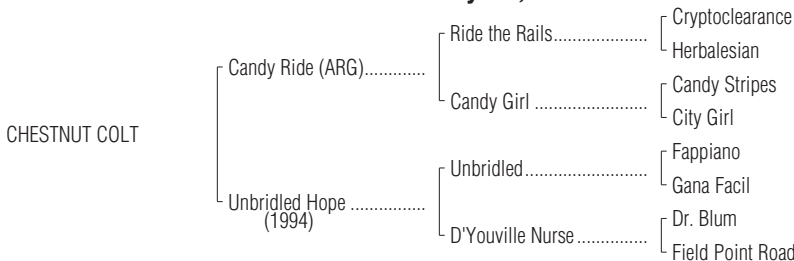 Cryptoclearance
Ride the Rails....................
Herbalesian
Candy Ride (ARG).............
Candy Stripes
Candy Girl ........................
City Girl
CHESTNUT COLT
Fappiano
Unbridled..........................
Gana Facil
Unbridled Hope ................
(1994)
Dr. Blum
D'Youville Nurse ...............
Field Point Road